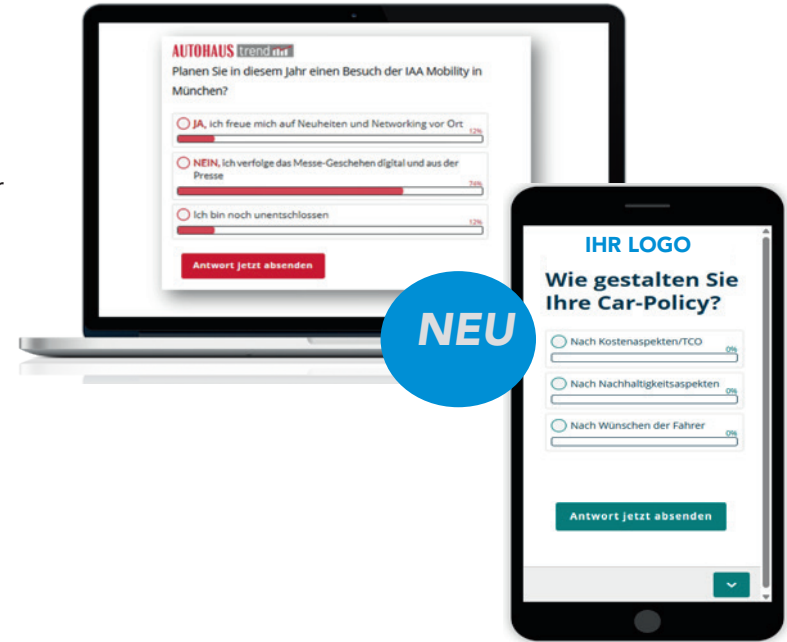 AUTOHAUS trend
Planen Sie in diesem Jahr einen Besuch der IAA Mobility in
München?
JA, ich freue mich auf Neuheiten und Networking vor Ort
12%
NEIN, ich verfolge das Messe-Geschehen digital und aus der
Presse
74%
Ich bin noch unentschlossen
12%
Antwort jetzt absenden
r
NEU
IHR LOGO
Wie gestalten Sie
Ihre Car-Policy?
Nach Kostenaspekten/TCO
0%
Nach Nachhaltigkeitsaspekten
0%
Nach Wünschen der Fahrer
0%
Antwort jetzt absenden